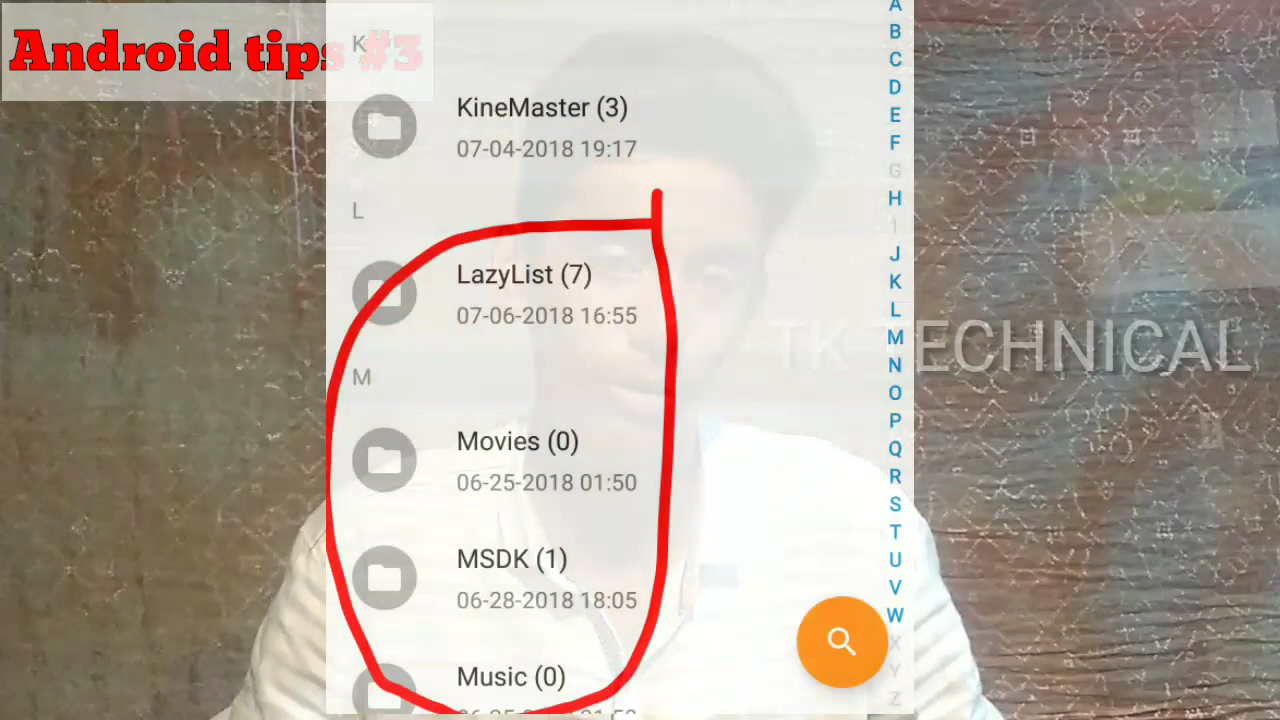 Android tips #3
K
KineMaster (3)
07-04-2018 19:17
L
LazyList (7)
07-06-2018 16:55
M
Movies (0)
06-25-2018 01:50
MSDK (1)
06-28-2018 18:05
Music (0)
TK TECHNICAL
A
B
C
D
E
F
G
H
I
J
K
L
M
N
O
P
Q
R
S
T
U
V
W
X
Y
Z